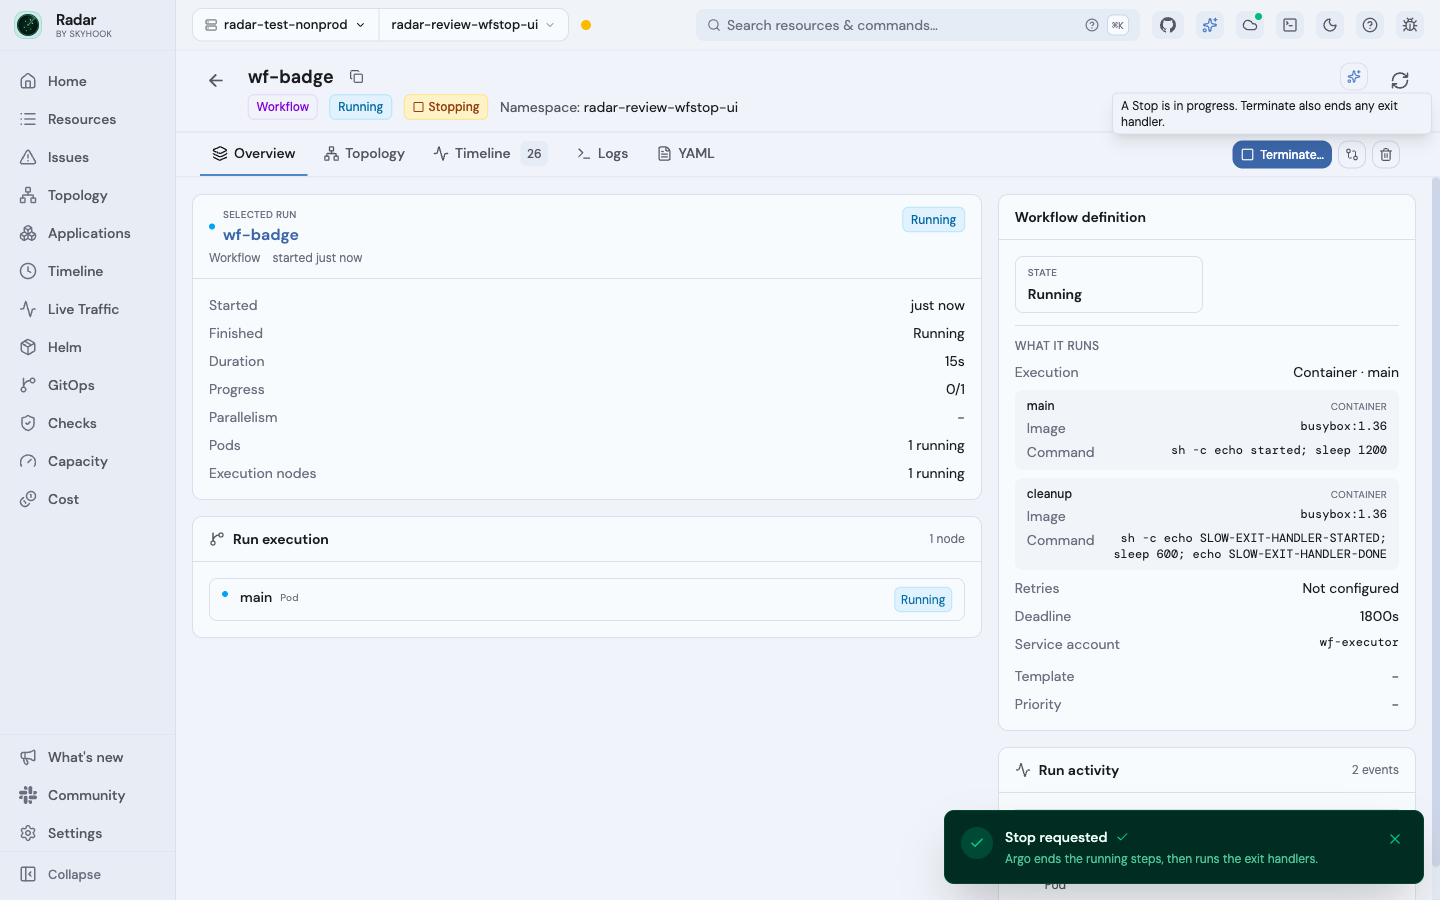 Radar
BY SKYHOOK
radar-test-nonprod
radar-review-wfstop-ui
Search resources & commands...
⌘K
Home
Resources
Issues
Topology
Applications
Timeline
Live Traffic
Helm
GitOps
Checks
Capacity
Cost
What's new
Community
Settings
Collapse
wf-badge
Workflow
Running
Stopping
Namespace: radar-review-wfstop-ui
A Stop is in progress. Terminate also ends any exit
handler.
Overview
Topology
Timeline 26
Logs
YAML
Terminate...
SELECTED RUN
wf-badge
Running
Workflow started just now
Started just now
Finished Running
Duration 15s
Progress 0/1
Parallelism -
Pods 1 running
Execution nodes 1 running
Run execution 1 node
main Pod Running
Workflow definition
STATE
Running
WHAT IT RUNS
Execution Container · main
main CONTAINER
Image busybox:1.36
Command sh -c echo started; sleep 1200
cleanup CONTAINER
Image busybox:1.36
Command sh -c echo SLOW-EXIT-HANDLER-STARTED;
sleep 600; echo SLOW-EXIT-HANDLER-DONE
Retries Not configured
Deadline 1800s
Service account wf-executor
Template -
Priority -
Run activity 2 events
Stop requested
Argo ends the running steps, then runs the exit handlers.
Pod